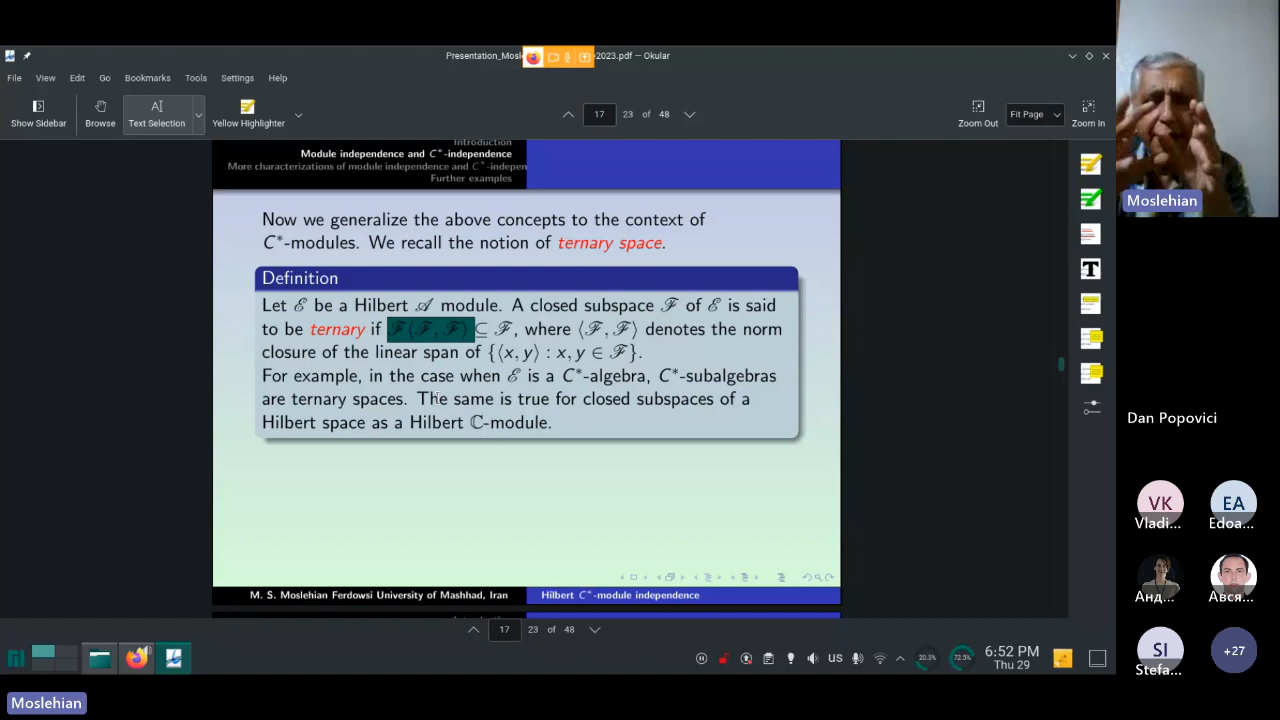 Presentation_Mosl
2023.pdf — Okular
File View Edit Go Bookmarks Tools Settings Help
Show Sidebar Browse Text Selection Yellow Highlighter
17 23 of 48
Zoom Out Fit Page Zoom In
Introduction
Module independence and C*-independence
More characterizations of module independence and C*-indepen
Further examples
Now we generalize the above concepts to the context of
C*-modules. We recall the notion of ternary space.
Definition
Let ℰ be a Hilbert 𝒜 module. A closed subspace ℱ of ℰ is said
to be ternary if ℱ⟨ℱ, ℱ⟩ ⊆ ℱ, where ⟨ℱ, ℱ⟩ denotes the norm
closure of the linear span of {⟨x, y⟩ : x, y ∈ ℱ}.
For example, in the case when ℰ is a C*-algebra, C*-subalgebras
are ternary spaces. The same is true for closed subspaces of a
Hilbert space as a Hilbert ℂ-module.
M. S. Moslehian Ferdowsi University of Mashhad, Iran
Hilbert C*-module independence
17 23 of 48
20.3% 72.5%
US
6:52 PM
Thu 29
Moslehian
Moslehian
Dan Popovici
VK
EA
Vladi...
Edoa...
Анд...
Ався...
SI
+27
Stefa...